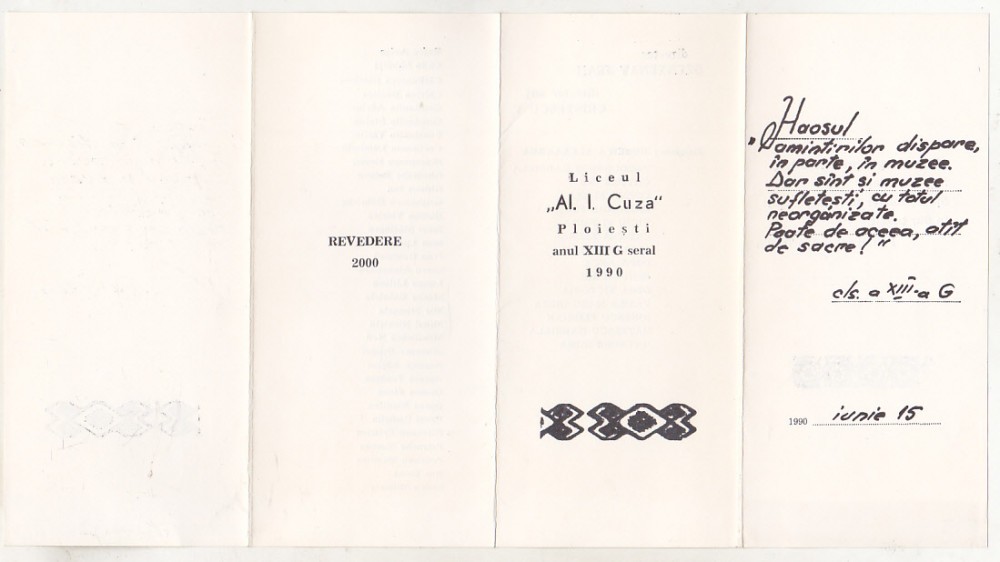 REVEDERE
2000
Liceul
„Al. I. Cuza“
Ploiești
anul XIII G seral
1990
Haosul
„amintirilor dispare,
în parte, în muzee.
Dar sînt și muzee
sufletești, cu totul
neorganizate.
Poate de aceea, atît
de sacre!”
cls. a XIII-a G
1990 iunie 15